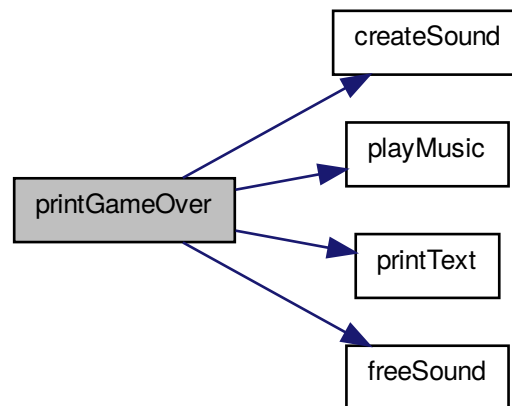 createSound
playMusic
printGameOver
printText
freeSound